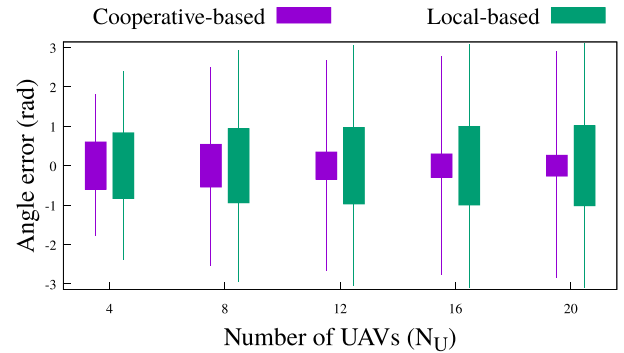 Cooperative-based Local-based
Angle error (rad)
3
2
1
0
-1
-2
-3
4 8 12 16 20
Number of UAVs (N_U)